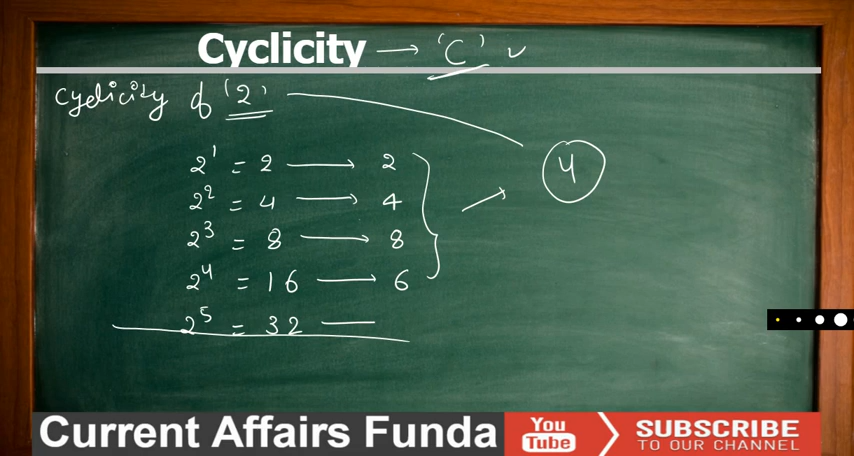 Cyclicity → 'C' ✓
Cyclicity of '2'
2¹ = 2 → 2
2² = 4 → 4
2³ = 8 → 8
2⁴ = 16 → 6
2⁵ = 32
4
Current Affairs Funda
You Tube
SUBSCRIBE
TO OUR CHANNEL